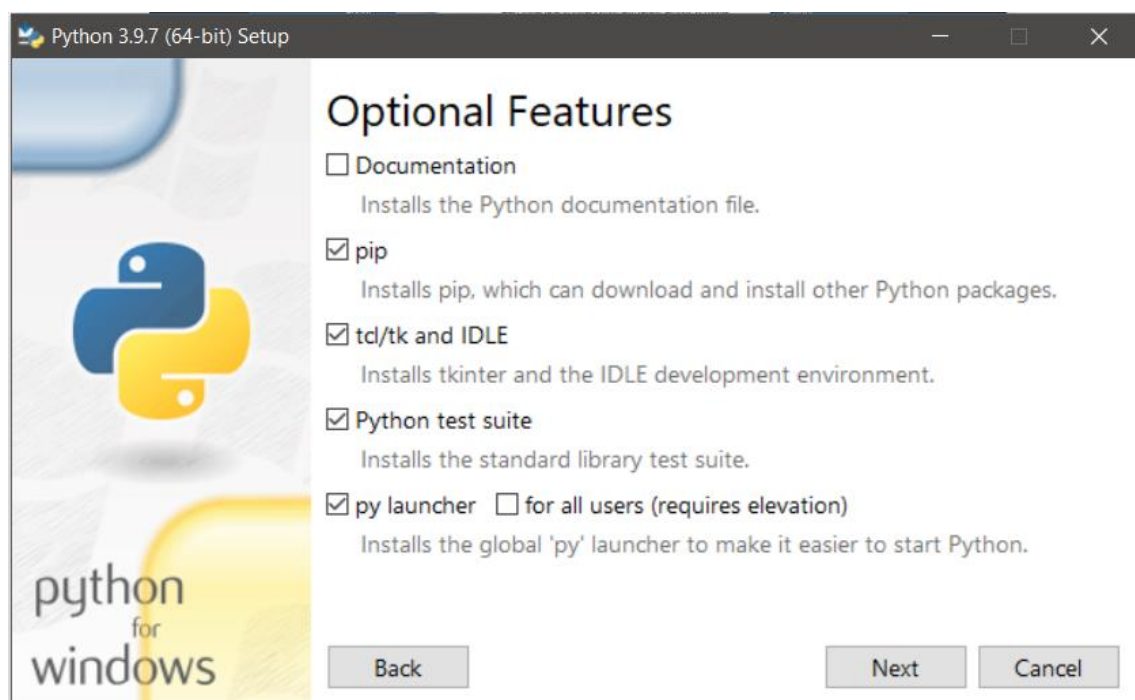 Python 3.9.7 (64-bit) Setup
Optional Features
Documentation
Installs the Python documentation file.
pip
Installs pip, which can download and install other Python packages.
tcl/tk and IDLE
Installs tkinter and the IDLE development environment.
Python test suite
Installs the standard library test suite.
py launcher for all users (requires elevation)
Installs the global 'py' launcher to make it easier to start Python.
python
for
windows
Back Next Cancel